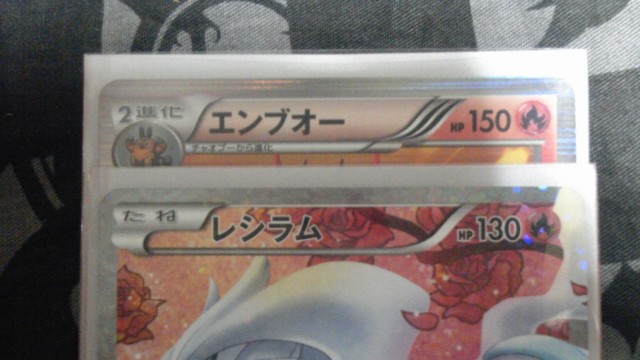 2進化
エンブオー
HP150
チャオブーから進化
たね
レシラム
HP130